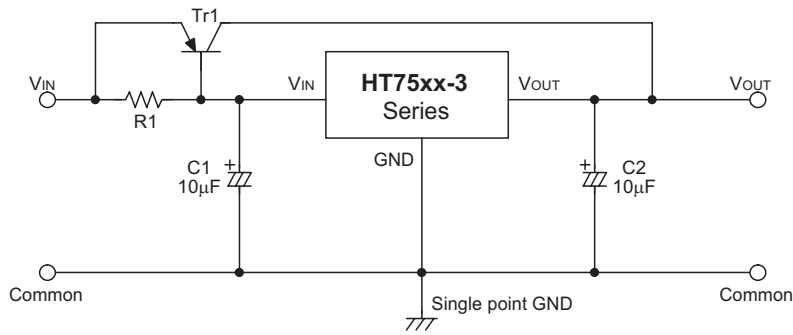 Tr1
VIN
R1
VIN
HT75xx-3
Series
VOUT
VOUT
GND
C1
10μF
C2
10μF
Common
Single point GND
Common